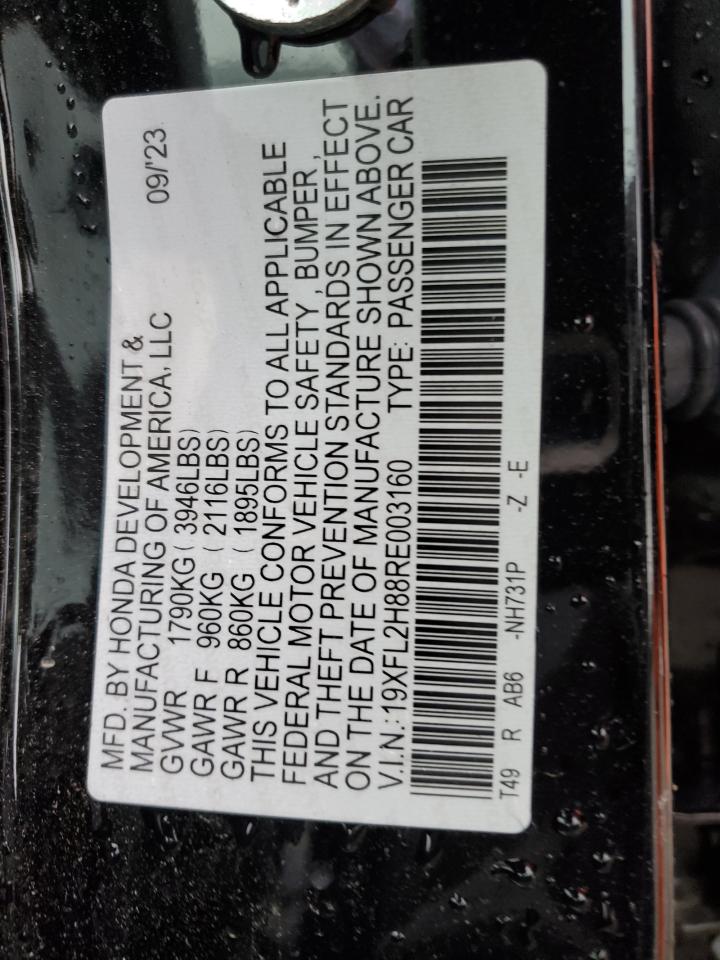 MFD. BY HONDA DEVELOPMENT &
MANUFACTURING OF AMERICA, LLC 09/'23
GVWR 1790KG ( 3946LBS)
GAWR F 960KG ( 2116LBS)
GAWR R 860KG ( 1895LBS)
THIS VEHICLE CONFORMS TO ALL APPLICABLE
FEDERAL MOTOR VEHICLE SAFETY , BUMPER ,
AND THEFT PREVENTION STANDARDS IN EFFECT
ON THE DATE OF MANUFACTURE SHOWN ABOVE.
V.I.N.: 19XFL2H88RE003160 TYPE: PASSENGER CAR
T49 R AB6 -NH731P -Z -E